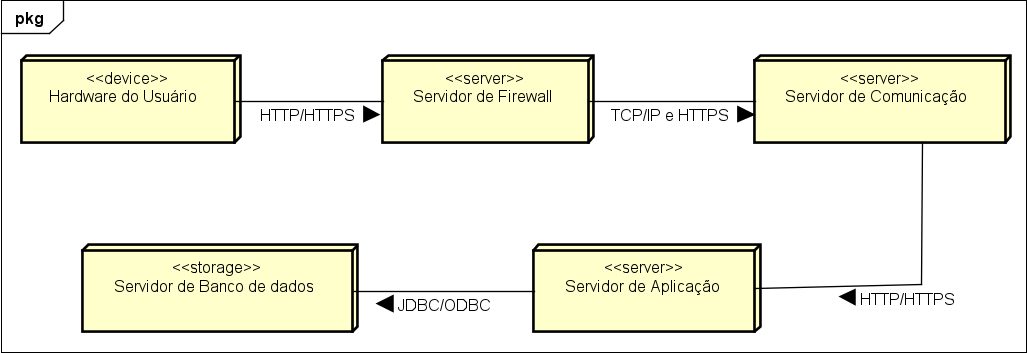 pkg
<<device>>
Hardware do Usuário
<<server>>
Servidor de Firewall
<<server>>
Servidor de Comunicação
HTTP/HTTPS
TCP/IP e HTTPS
<<storage>>
Servidor de Banco de dados
<<server>>
Servidor de Aplicação
JDBC/ODBC
HTTP/HTTPS